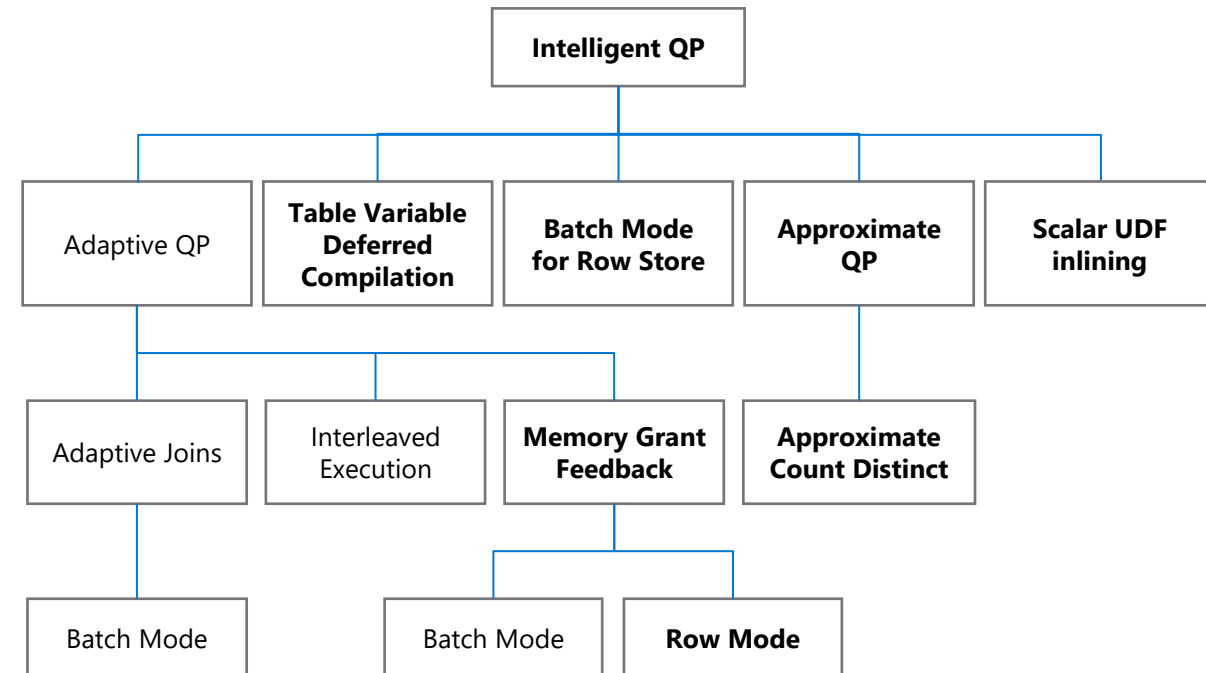 Intelligent QP
Adaptive QP
Table Variable
Deferred
Compilation
Batch Mode
for Row Store
Approximate
QP
Scalar UDF
inlining
Adaptive Joins
Interleaved
Execution
Memory Grant
Feedback
Approximate
Count Distinct
Batch Mode
Batch Mode
Row Mode